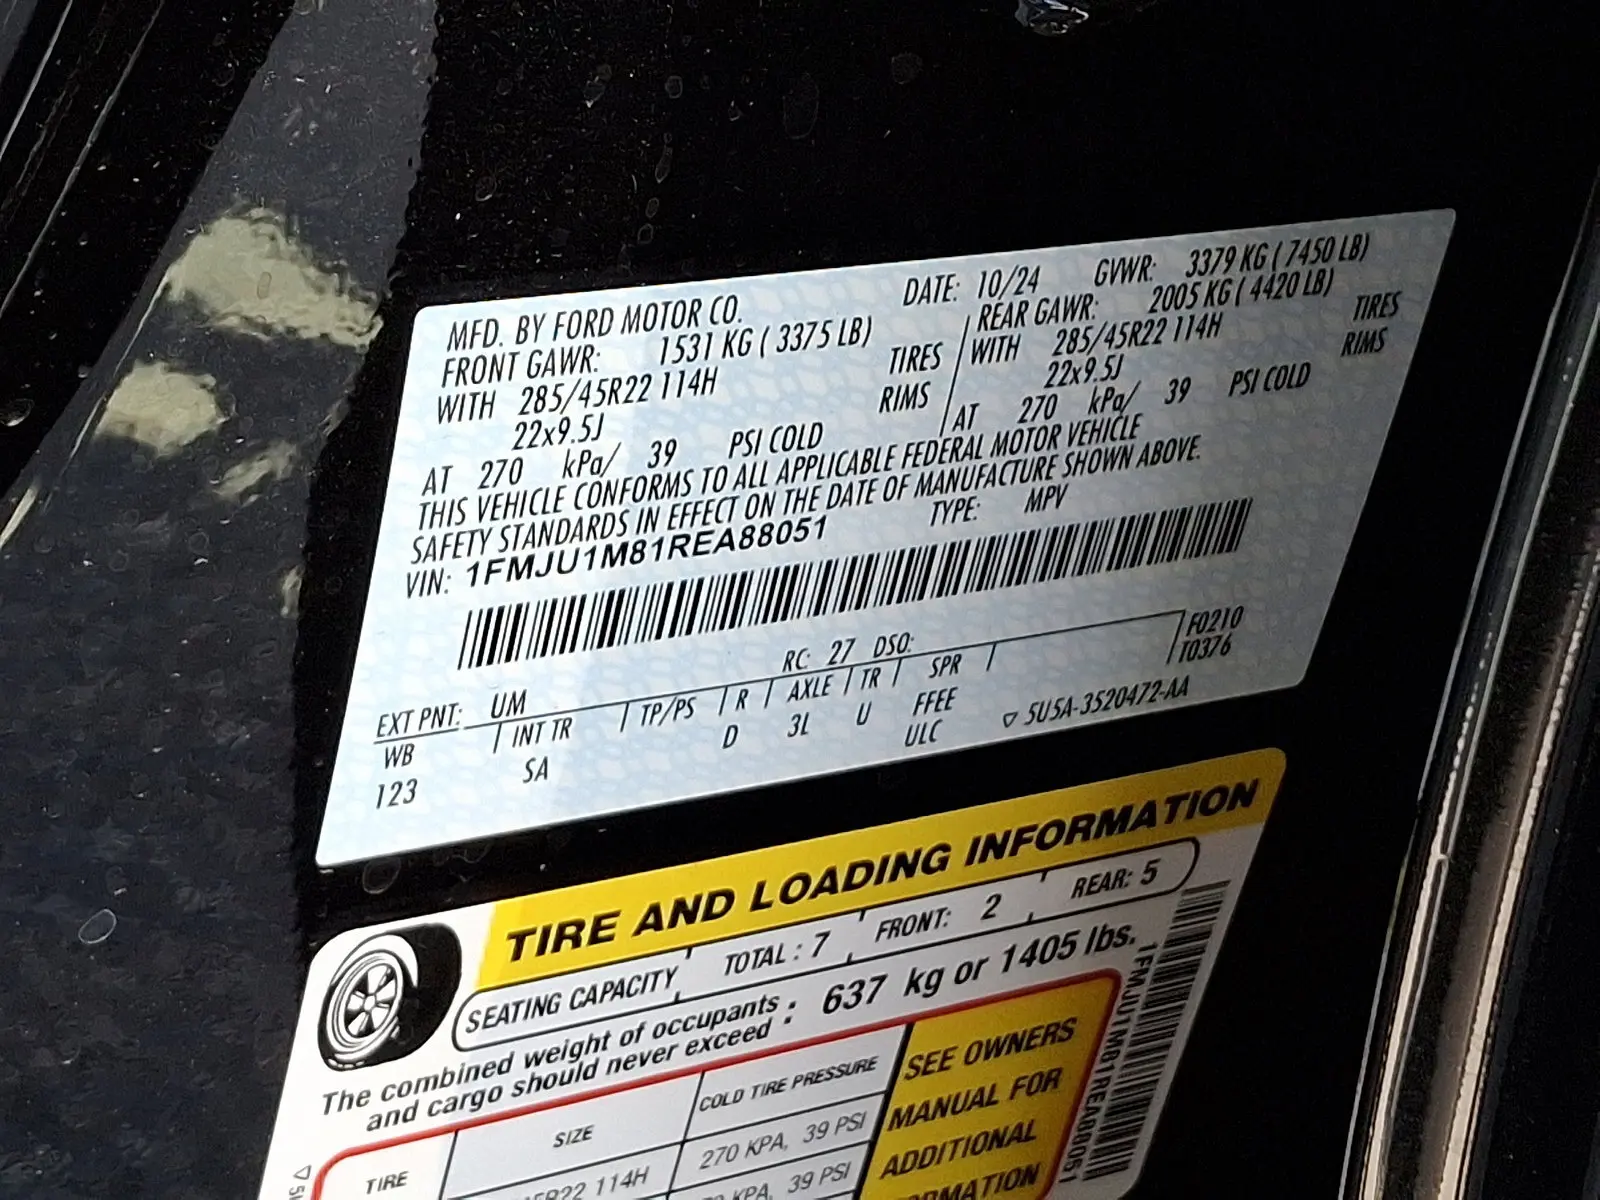 MFD. BY FORD MOTOR CO. DATE: 10/24 GVWR: 3379 KG ( 7450 LB)
FRONT GAWR: 1531 KG ( 3375 LB) REAR GAWR: 2005 KG ( 4420 LB)
WITH 285/45R22 114H TIRES WITH 285/45R22 114H TIRES
22x9.5J RIMS 22x9.5J RIMS
AT 270 kPa/ 39 PSI COLD AT 270 kPa/ 39 PSI COLD
THIS VEHICLE CONFORMS TO ALL APPLICABLE FEDERAL MOTOR VEHICLE
SAFETY STANDARDS IN EFFECT ON THE DATE OF MANUFACTURE SHOWN ABOVE.
VIN: 1FMJU1M81REA88051 TYPE: MPV
EXT PNT: UM RC: 27 DSO: F0210
WB INT TR TP/PS R AXLE TR SPR T0376
123 SA D 3L U FFEE
ULC 5U5A-3520472-AA
TIRE AND LOADING INFORMATION
SEATING CAPACITY TOTAL : 7 FRONT: 2 REAR: 5
The combined weight of occupants : 637 kg or 1405 lbs.
and cargo should never exceed :
TIRE SIZE COLD TIRE PRESSURE
114H 270 KPA, 39 PSI
KPA, 39 PSI
SEE OWNERS
MANUAL FOR
ADDITIONAL
1FMJU1M81REA88051